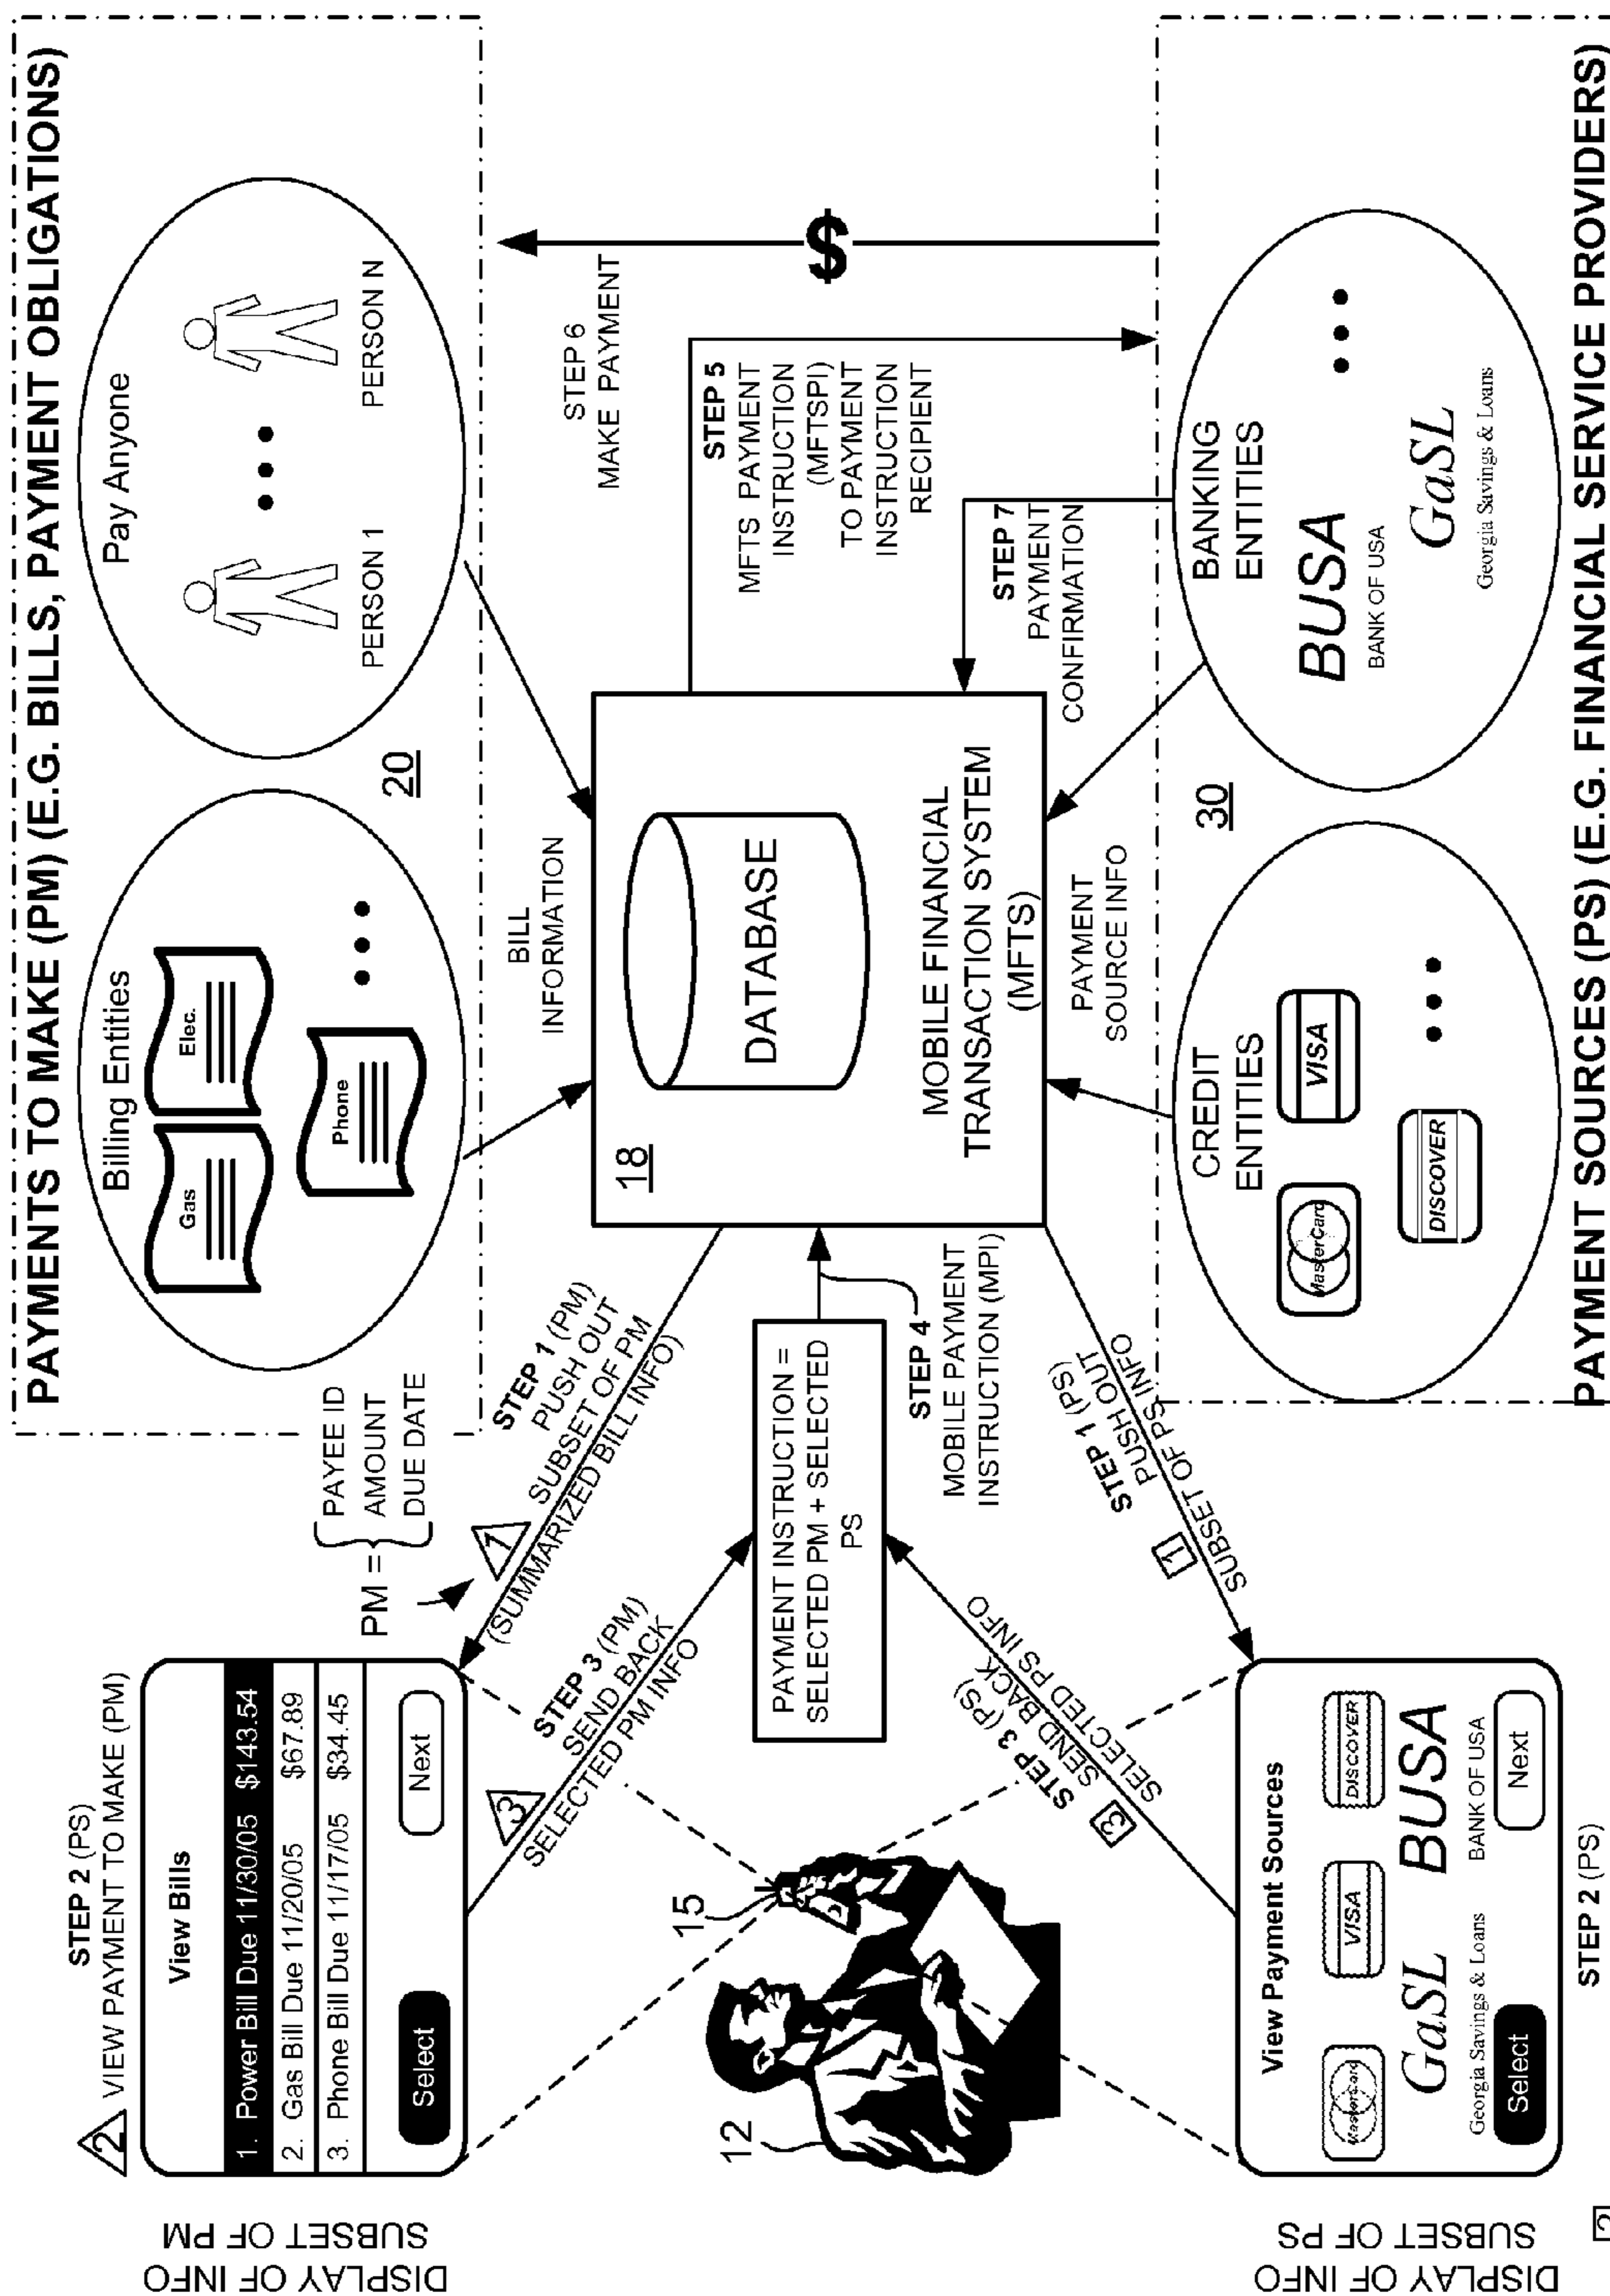 PAYMENTS TO MAKE (PM) (E.G. BILLS, PAYMENT OBLIGATIONS)
STEP 2 (PS)
2 VIEW PAYMENT TO MAKE (PM)
DISPLAY OF INFO
SUBSET OF PM
View Bills
1. Power Bill Due 11/30/05 $143.54
2. Gas Bill Due 11/20/05 $67.89
3. Phone Bill Due 11/17/05 $34.45
Select
Next
PM =
PAYEE ID
AMOUNT
DUE DATE
Billing Entities
Gas
Elec.
Phone
20
Pay Anyone
PERSON 1
PERSON N
1
STEP 1 (PM)
PUSH OUT
SUBSET OF PM
(SUMMARIZED BILL INFO)
3
STEP 3 (PM)
SEND BACK
SELECTED PM INFO
BILL
INFORMATION
STEP 6
MAKE PAYMENT
$
15
12
PAYMENT INSTRUCTION =
SELECTED PM + SELECTED
PS
STEP 4
MOBILE PAYMENT
INSTRUCTION (MPI)
18
DATABASE
MOBILE FINANCIAL
TRANSACTION SYSTEM
(MFTS)
STEP 5
MFTS PAYMENT
INSTRUCTION
(MFTSPI)
TO PAYMENT
INSTRUCTION
RECIPIENT
STEP 7
PAYMENT
CONFIRMATION
3
STEP 3 (PS)
SEND BACK
SELECTED PS INFO
1
STEP 1 (PS)
PUSH OUT
SUBSET OF PS INFO
PAYMENT
SOURCE INFO
DISPLAY OF INFO
SUBSET OF PS
View Payment Sources
MasterCard
VISA
DISCOVER
GaSL
Georgia Savings & Loans
BUSA
BANK OF USA
Select
Next
STEP 2 (PS)
CREDIT
ENTITIES
MasterCard
VISA
DISCOVER
30
BANKING
ENTITIES
BUSA
BANK OF USA
GaSL
Georgia Savings & Loans
PAYMENT SOURCES (PS) (E.G. FINANCIAL SERVICE PROVIDERS)